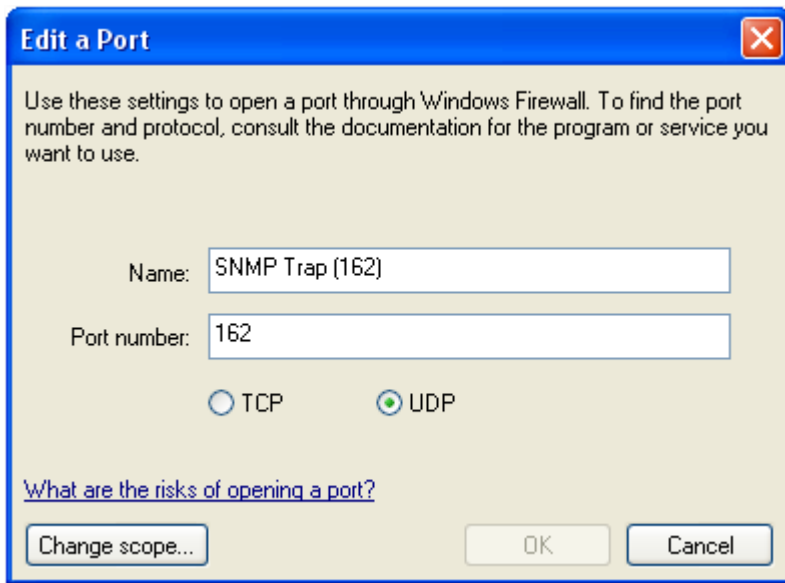 Edit a Port
Use these settings to open a port through Windows Firewall. To find the port
number and protocol, consult the documentation for the program or service you
want to use.
Name: SNMP Trap (162)
Port number: 162
TCP UDP
What are the risks of opening a port?
Change scope... OK Cancel